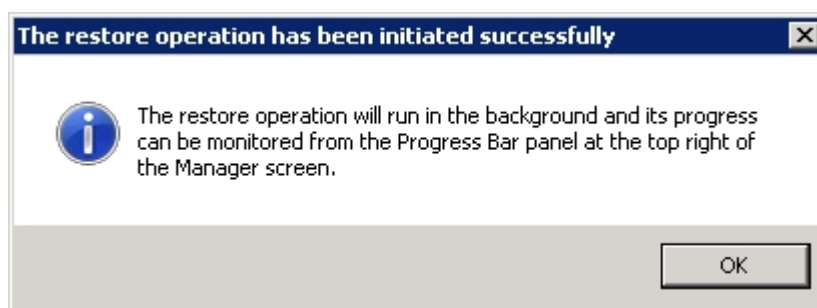 The restore operation has been initiated successfully
The restore operation will run in the background and its progress
can be monitored from the Progress Bar panel at the top right of
the Manager screen.
OK